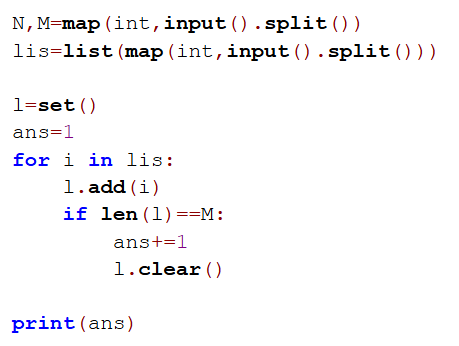 N,M=map(int,input().split())
lis=list(map(int,input().split()))

l=set()
ans=1
for i in lis:
    l.add(i)
    if len(l)==M:
        ans+=1
        l.clear()

print(ans)